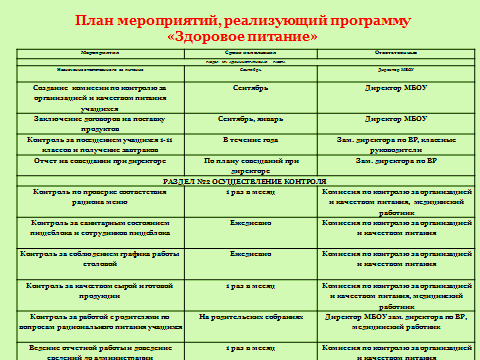 План мероприятий, реализующий программу
«Здоровое питание»
Мероприятия Сроки исполнения Ответственные
Сентябрь Директор МБОУ
Создание комиссии по контролю за Сентябрь Директор МБОУ
организацией и качеством питания
учащихся
Заключение договоров на поставку Сентябрь, январь Директор МБОУ
продуктов
Контроль за посещением учащимися 1-11 В течение года Зам. директора по ВР, классные
классов и получение завтраков руководители
Отчет на совещании при директоре По плану совещаний при Зам. директора по ВР
директоре
РАЗДЕЛ №2 ОСУЩЕСТВЛЕНИЕ КОНТРОЛЯ
Контроль по проверке соответствия 1 раз в месяц Комиссия по контролю за организацией
рациона меню и качеством питания, медицинский
работник
Контроль за санитарным состоянием Ежедневно Комиссия по контролю за организацией
пищеблока и сотрудников пищеблока и качеством питания
Контроль за соблюдением графика работы Ежедневно Комиссия по контролю за организацией
столовой и качеством питания
Контроль за качеством сырой и готовой 1 раз в месяц Комиссия по контролю за организацией
продукции и качеством питания, медицинский
работник
Контроль за работой с родителями по На родительских собраниях Директор МБОУ зам. директора по ВР,
вопросам рационального питания учащихся медицинский работник
Ведение отчетной работы и доведение 1 раз в месяц Комиссия по контролю за организацией
сведений до администрации и качеством питания